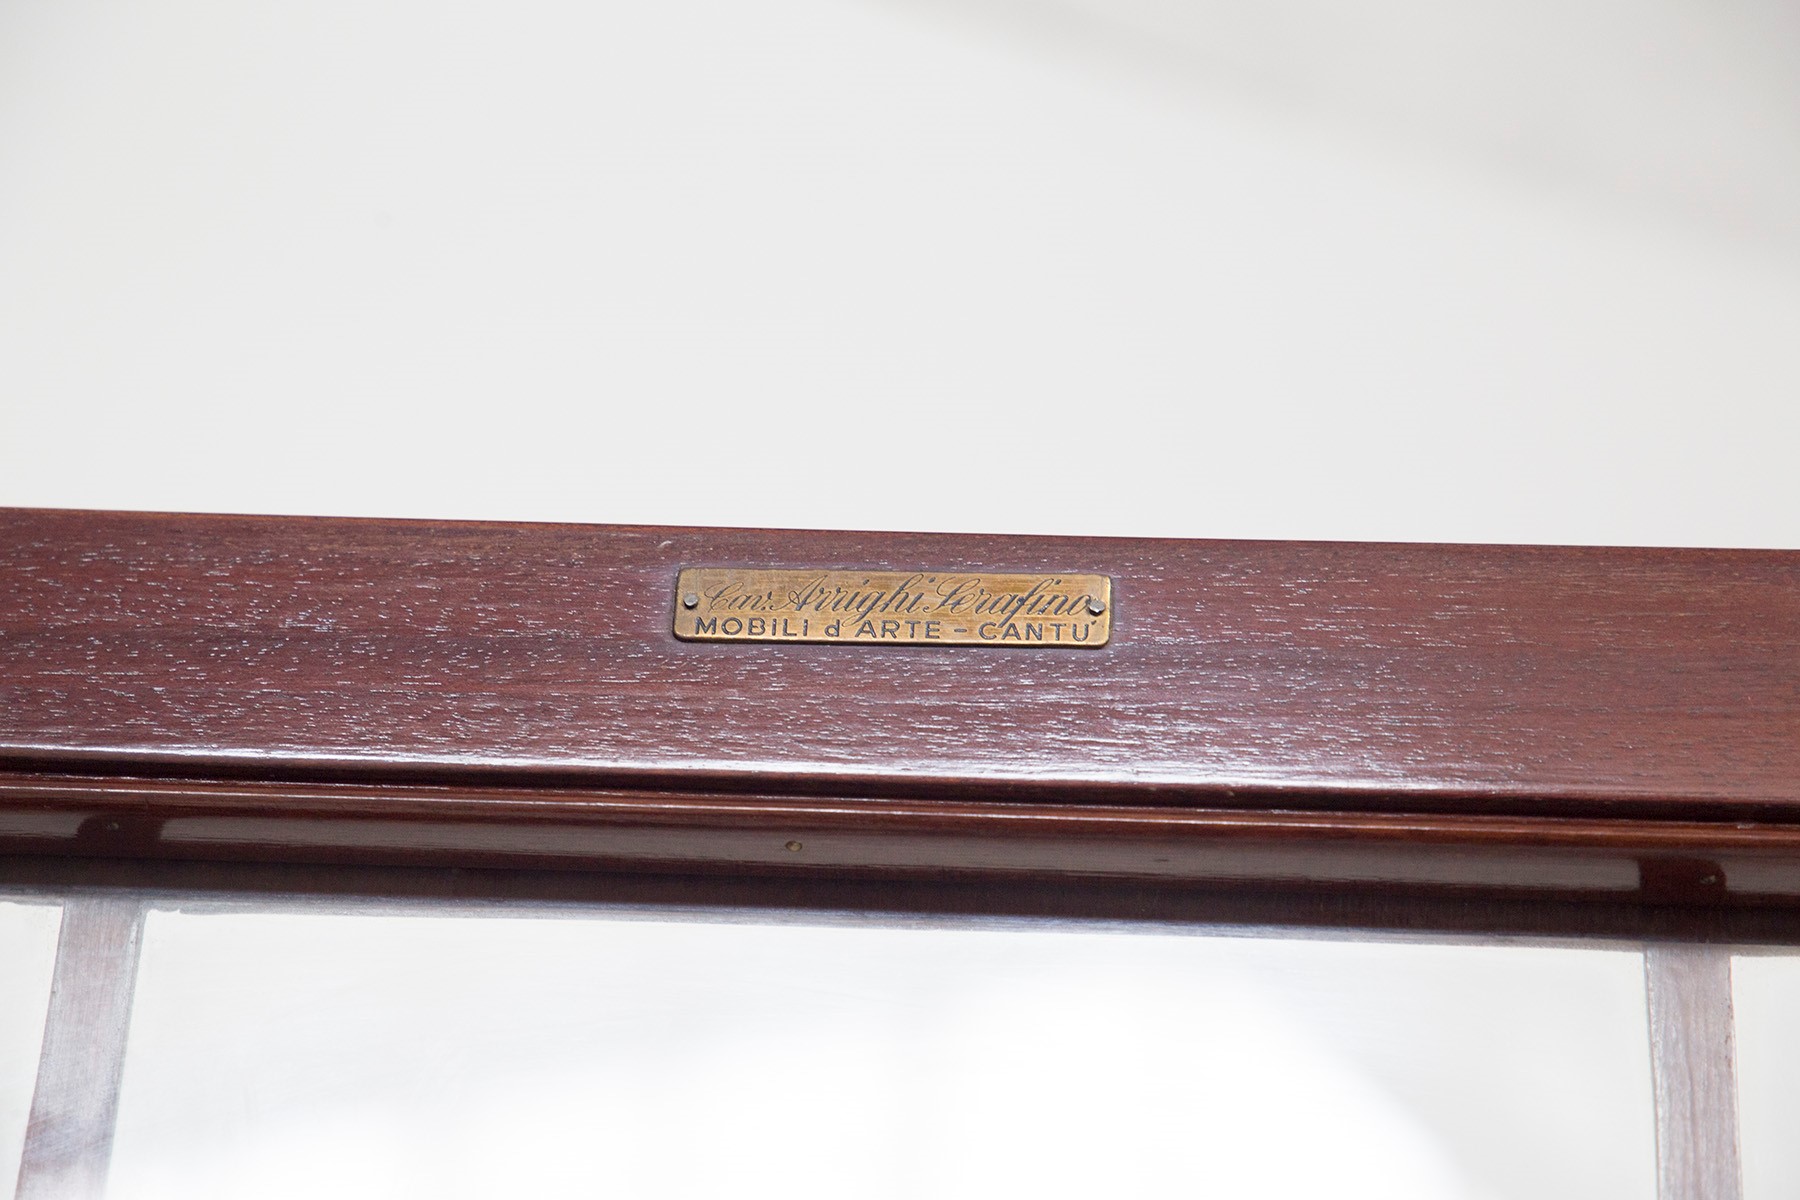 Cav. Arrighi Serafino
MOBILI d ARTE - CANTU'